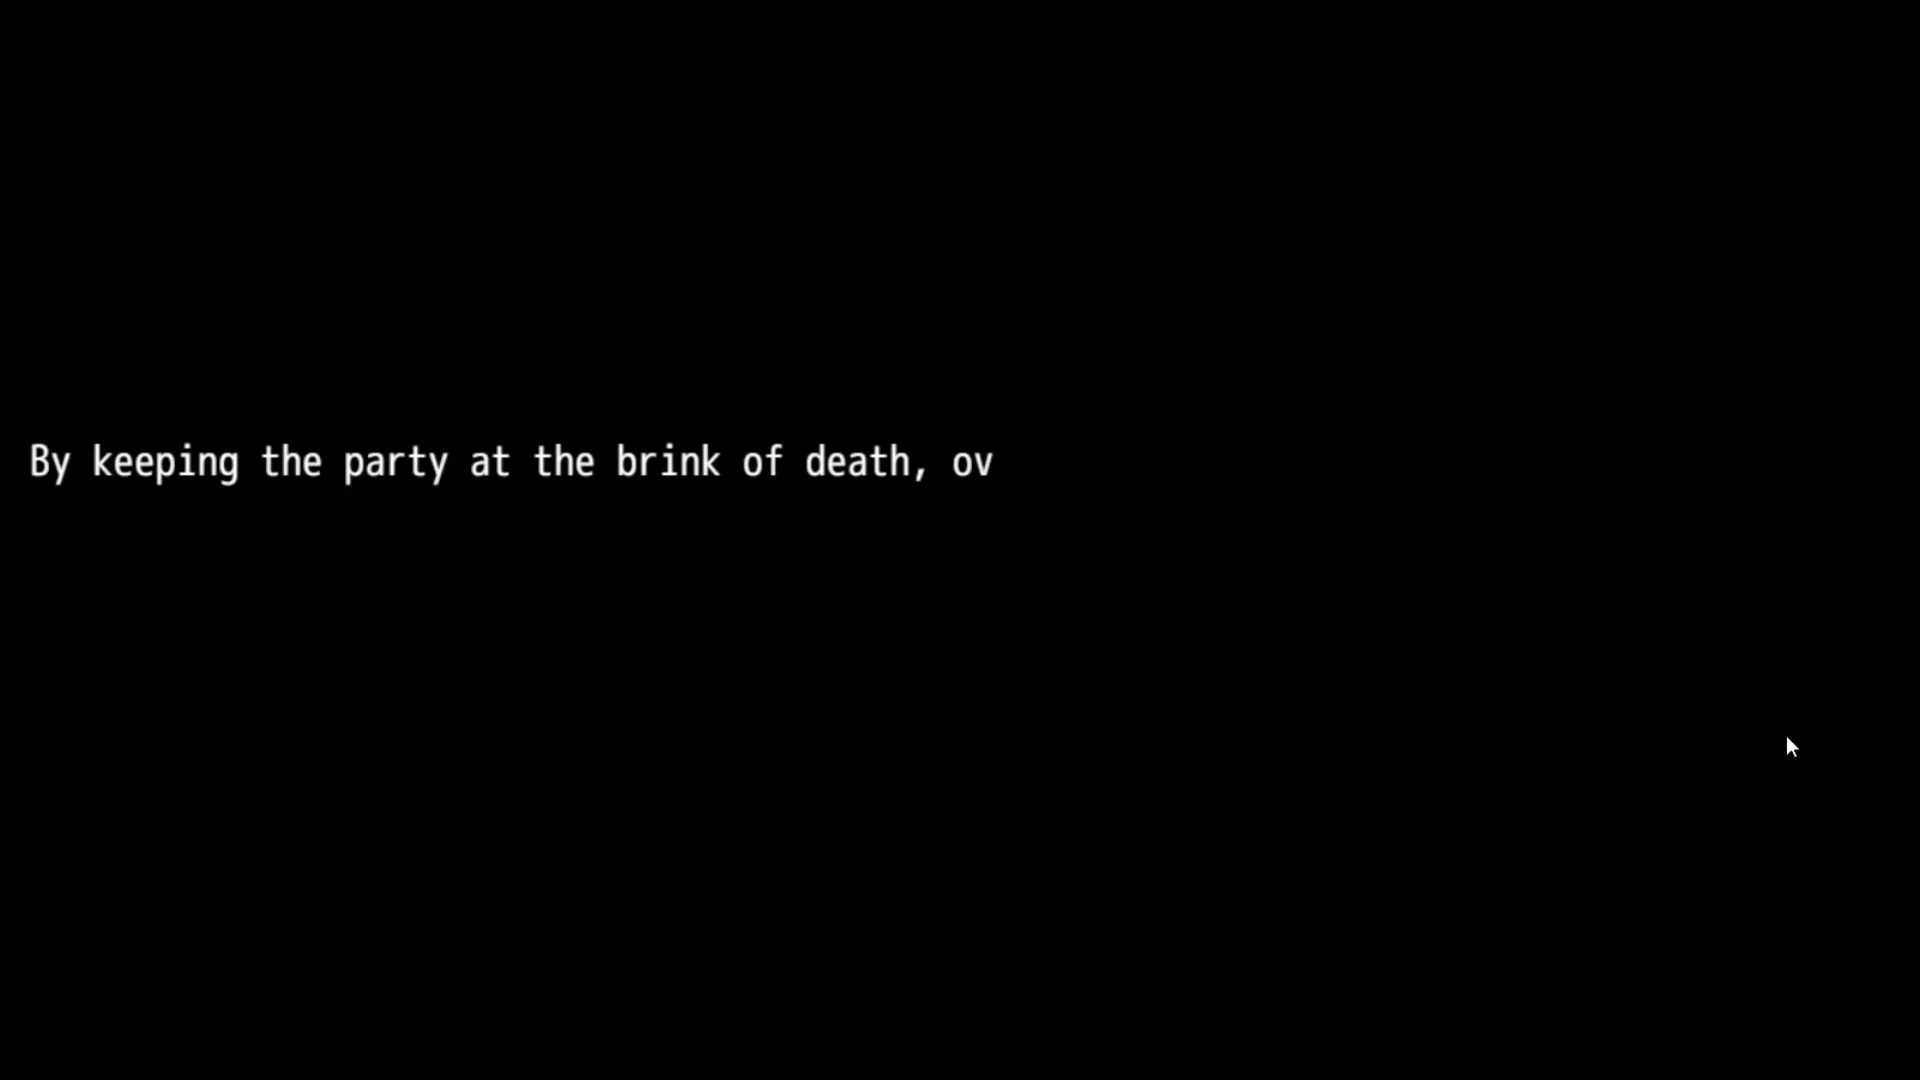 By keeping the party at the brink of death, ov